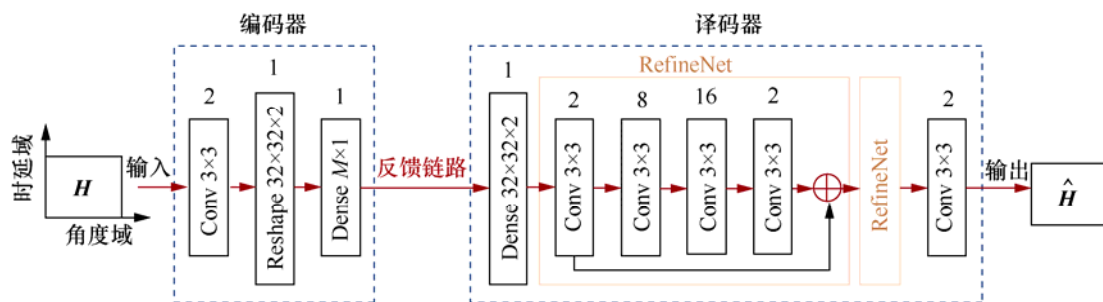 编码器
译码器
时延域
H
角度域
输入
2
Conv 3×3
1
Reshape 32×32×2
1
Dense M×1
反馈链路
1
Dense 32×32×2
RefineNet
2
Conv 3×3
8
Conv 3×3
16
Conv 3×3
2
Conv 3×3
RefineNet
2
Conv 3×3
输出
Ĥ